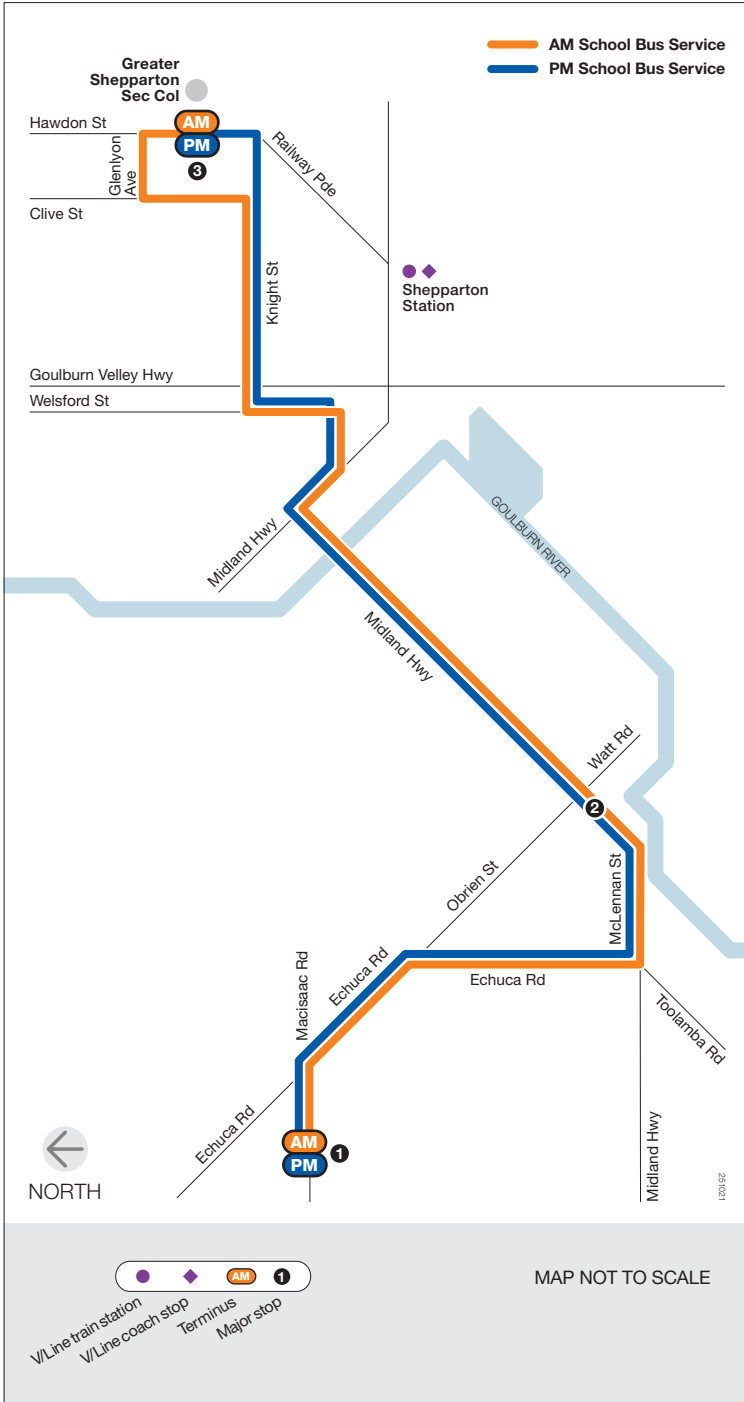 AM School Bus Service
PM School Bus Service
Greater
Shepparton
Sec Col
Hawdon St
AM
PM
3
Glenlyon
Ave
Railway Pde
Clive St
Knight St
Shepparton
Station
Goulburn Velley Hwy
Welsford St
GOULBURN RIVER
Midland Hwy
Midland Hwy
Watt Rd
2
McLennan St
Obrien St
Echuca Rd
Macisaac Rd
Echuca Rd
Toolamba Rd
Echuca Rd
AM
PM
1
Midland Hwy
251021
NORTH
AM
1
V/Line train station
V/Line coach stop
Terminus
Major stop
MAP NOT TO SCALE